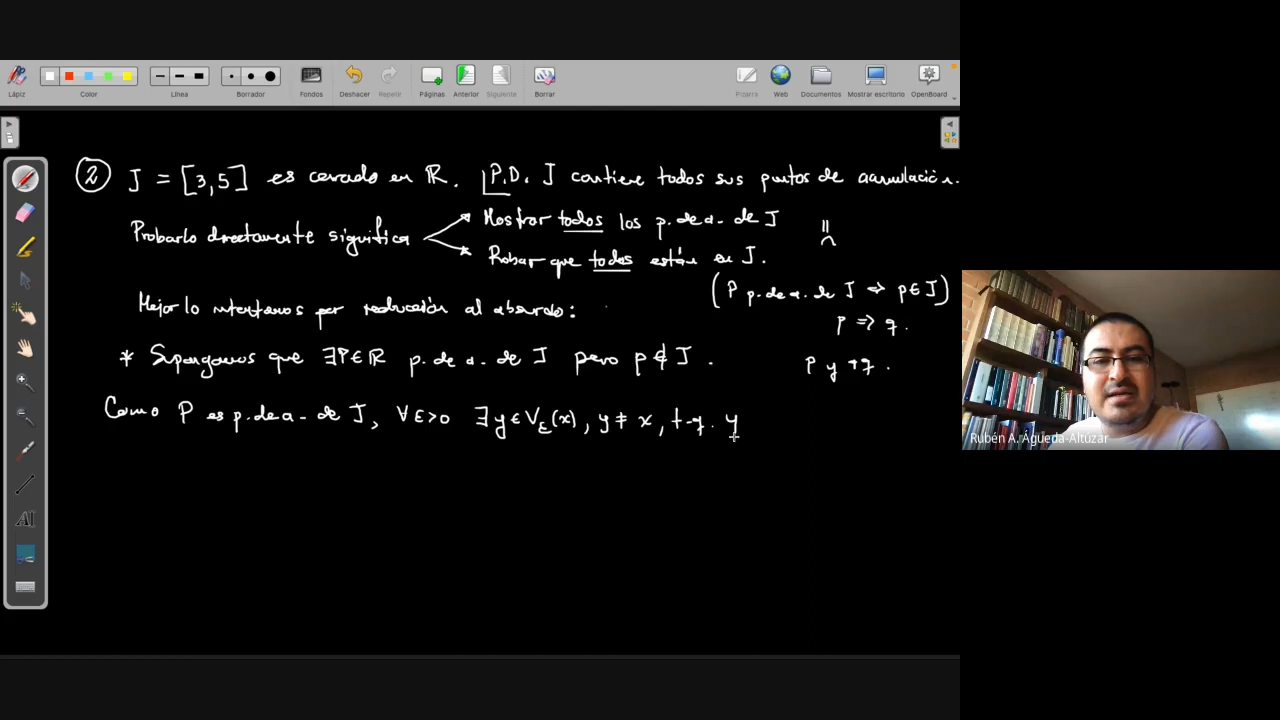 Lápiz Color Línea Borrador Fondos Deshacer Repetir Páginas Anterior Siguiente Borrar Pizarra Web Documentos Mostrar escritorio OpenBoard
② J = [3,5] es cerrado en ℝ. P.D. J contiene todos sus puntos de acumulación.
Probarlo directamente significa
Mostrar todos los p. de a. de J
Probar que todos están en J.
(P p. de a. de J ⇒ p ∈ J)
Mejor lo intentamos por reducción al absurdo:
p ⇒ q.
* Supongamos que ∃ P ∈ ℝ p. de a. de J pero p ∉ J.
p y ¬q.
Como P es p. de a. de J, ∀ ε > 0 ∃ y ∈ V_ε(x), y ≠ x, t.q. y
Rubén A. Águeda-Altúzar